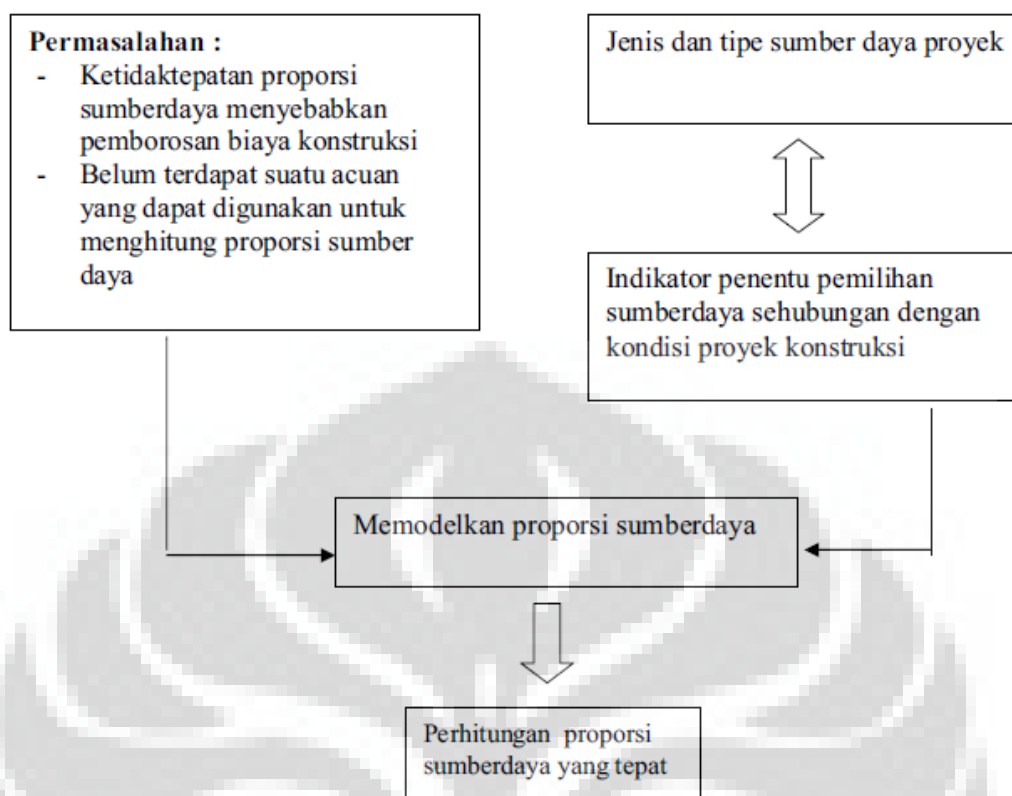 Permasalahan :
- Ketidaktepatan proporsi
sumberdaya menyebabkan
pemborosan biaya konstruksi
- Belum terdapat suatu acuan
yang dapat digunakan untuk
menghitung proporsi sumber
daya
Jenis dan tipe sumber daya proyek
Indikator penentu pemilihan
sumberdaya sehubungan dengan
kondisi proyek konstruksi
Memodelkan proporsi sumberdaya
Perhitungan proporsi
sumberdaya yang tepat